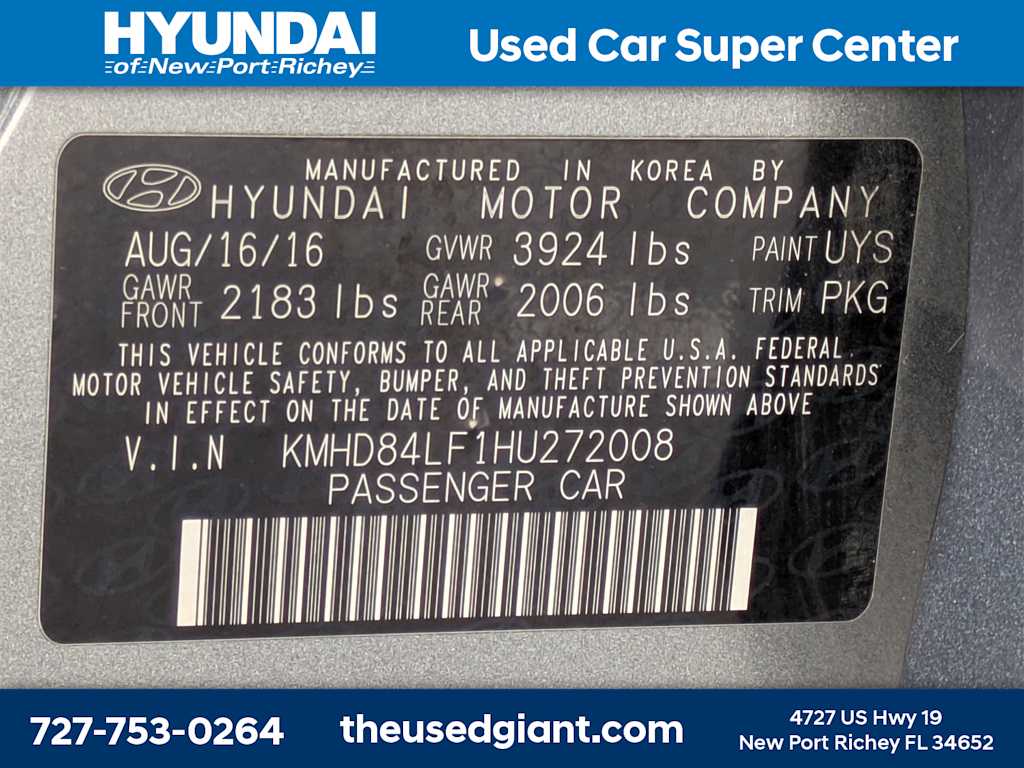 HYUNDAI
of New Port Richey
Used Car Super Center
MANUFACTURED IN KOREA BY
HYUNDAI MOTOR COMPANY
AUG/16/16 GVWR 3924 lbs PAINT UYS
GAWR FRONT 2183 lbs GAWR REAR 2006 lbs TRIM PKG
THIS VEHICLE CONFORMS TO ALL APPLICABLE U.S.A. FEDERAL
MOTOR VEHICLE SAFETY, BUMPER, AND THEFT PREVENTION STANDARDS
IN EFFECT ON THE DATE OF MANUFACTURE SHOWN ABOVE
V.I.N KMHD84LF1HU272008
PASSENGER CAR
727-753-0264
theusedgiant.com
4727 US Hwy 19
New Port Richey FL 34652